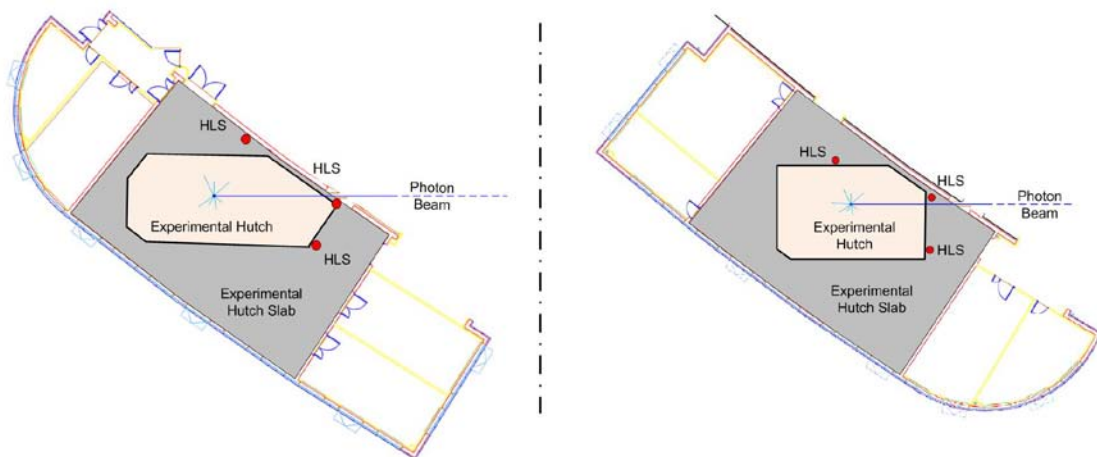 HLS
HLS
Photon
Beam
Experimental Hutch
HLS
Experimental
Hutch Slab
HLS
HLS
Photon
Beam
Experimental
Hutch
HLS
Experimental
Hutch Slab